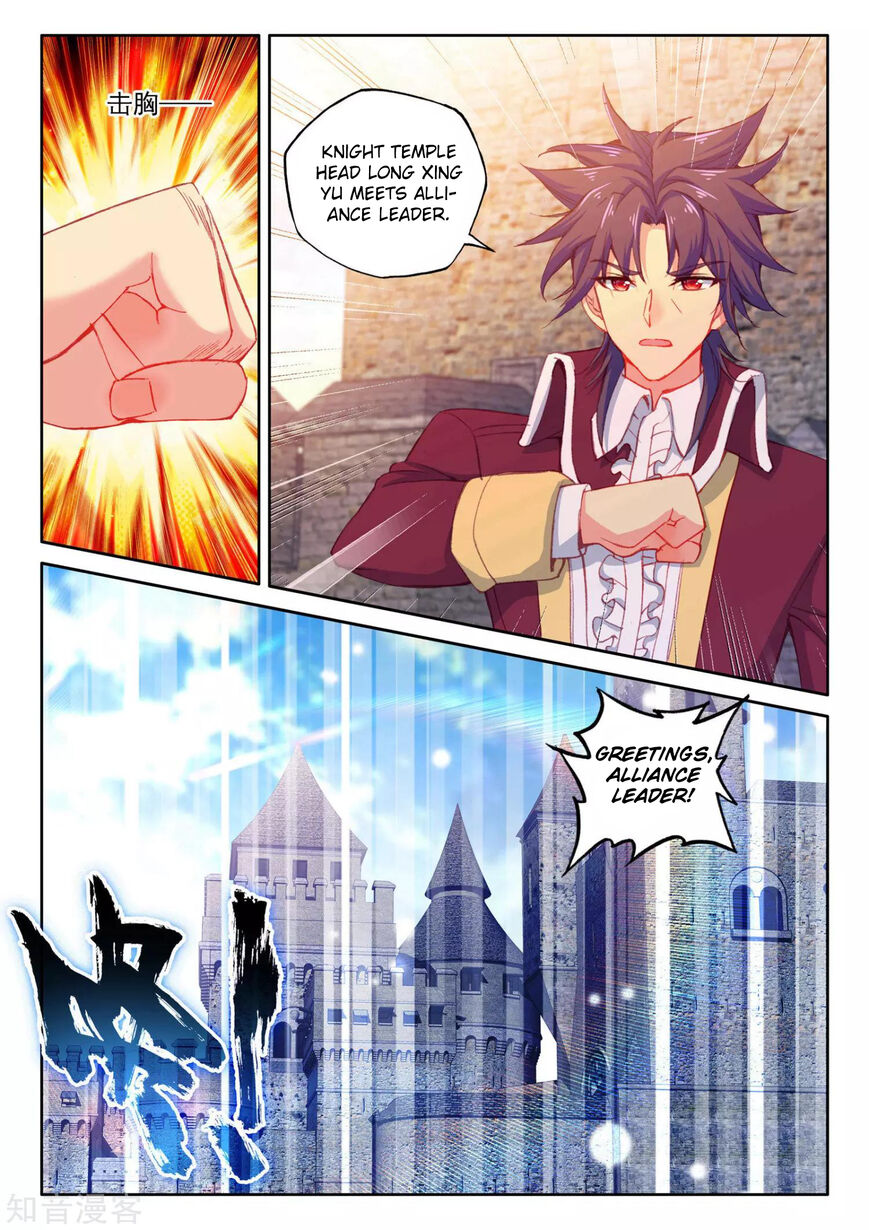 击胸——
KNIGHT TEMPLE
HEAD LONG XING
YU MEETS ALLI-
ANCE LEADER.
GREETINGS,
ALLIANCE
LEADER!
知音漫客